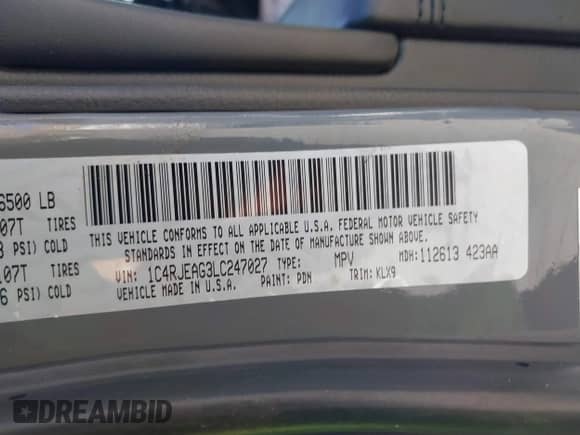 6500 LB
07T TIRES
PSI) COLD
107T TIRES
6 PSI) COLD
THIS VEHICLE CONFORMS TO ALL APPLICABLE U.S.A. FEDERAL MOTOR VEHICLE SAFETY
STANDARDS IN EFFECT ON THE DATE OF MANUFACTURE SHOWN ABOVE.
VIN: 1C4RJEAG3LC247027 TYPE: MPV MDH: 112613 423AA
VEHICLE MADE IN U.S.A. PAINT: PDN TRIM: KLX9
DREAMBID